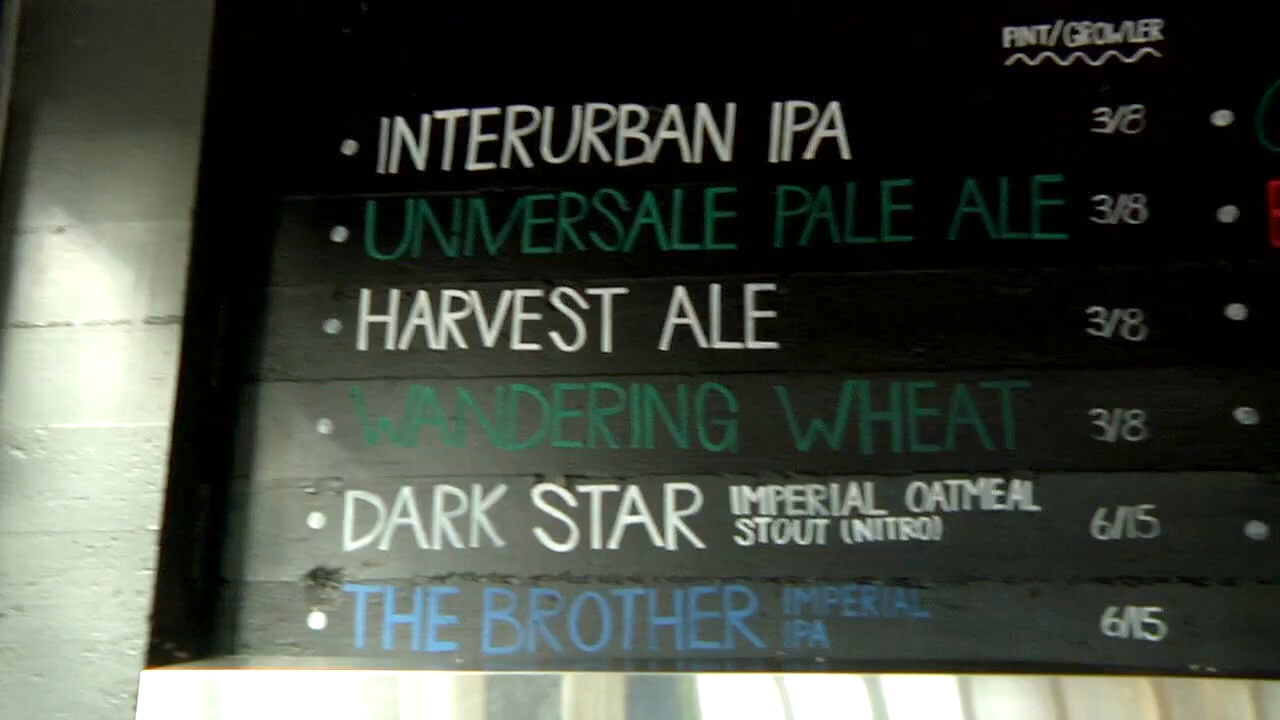 PINT/GROWLER
INTERURBAN IPA 3/8
UNIVERSALE PALE ALE 3/8
HARVEST ALE 3/8
WANDERING WHEAT 3/8
DARK STAR IMPERIAL OATMEAL
STOUT (NITRO) 6/15
THE BROTHER IMPERIAL
IPA 6/15